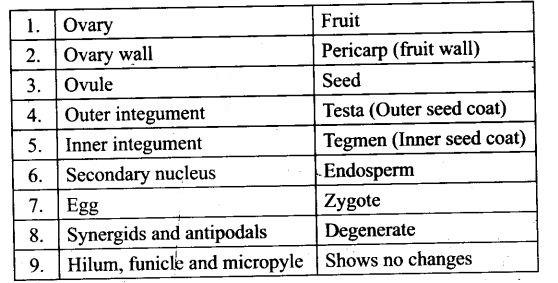 1. Ovary Fruit
2. Ovary wall Pericarp (fruit wall)
3. Ovule Seed
4. Outer integument Testa (Outer seed coat)
5. Inner integument Tegmen (Inner seed coat)
6. Secondary nucleus Endosperm
7. Egg Zygote
8. Synergids and antipodals Degenerate
9. Hilum, funicle and micropyle Shows no changes